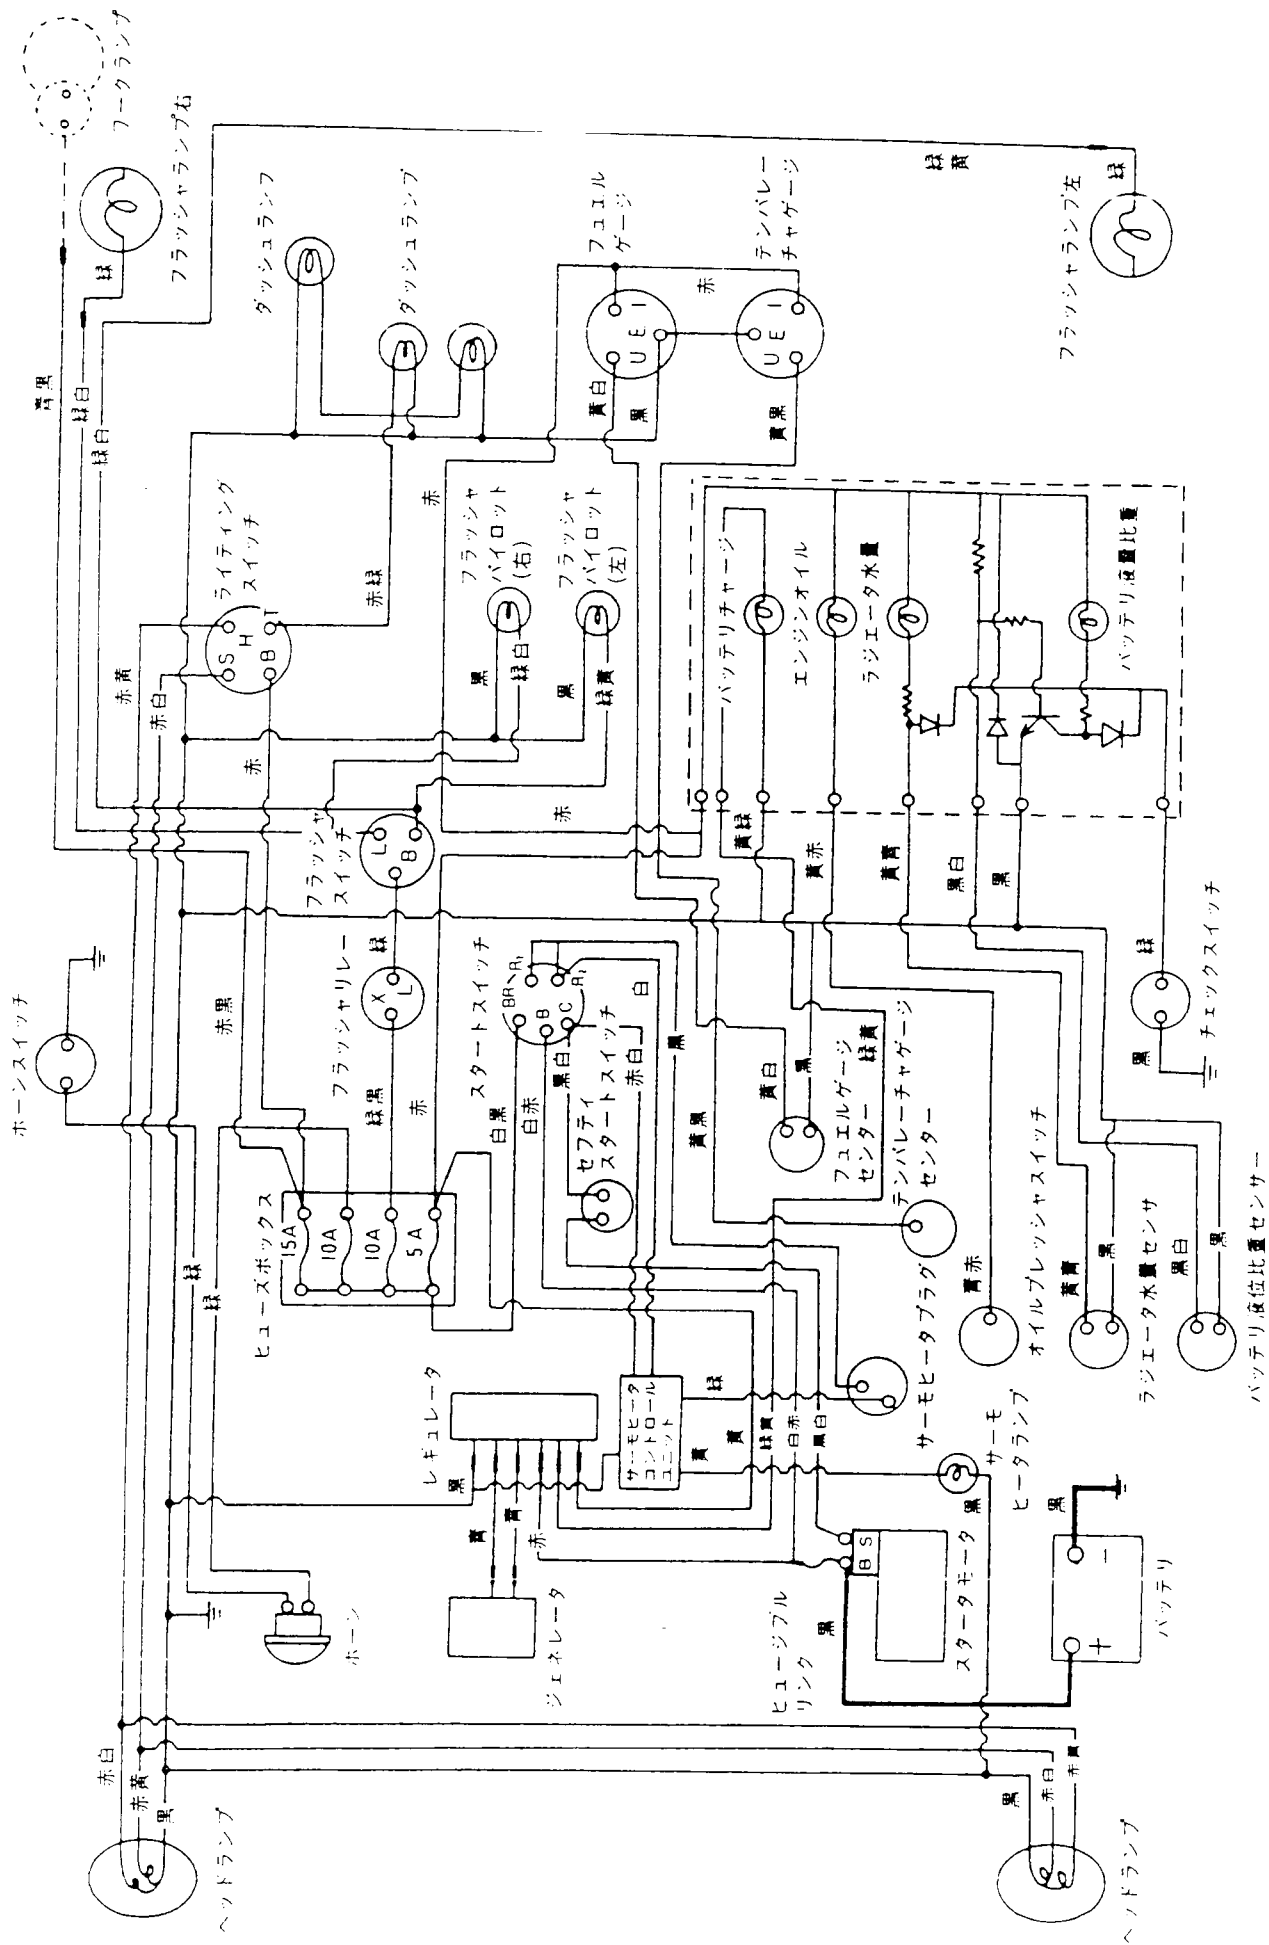 ワークランプ
フラッシャランプ右
緑
青黒
緑白
緑白
ダッシュランプ
ダッシュランプ
フュエル
ゲージ
テンパレー
チャゲージ
赤
I
E
U
I
E
U
黄白
黒
黄黒
緑黄
緑
フラッシャランプ左
ライティング
スイッチ
S
H
T
B
赤黄
赤白
赤
赤緑
赤
フラッシャ
パイロット
(右)
フラッシャ
パイロット
(左)
黒
緑白
黒
緑黄
バッテリチャージ
エンジンオイル
ラジエータ水量
バッテリ液量比重
フラッシャ
スイッチ
L
B
赤
黄緑
黄赤
黄青
黒白
黒
緑
チェックスイッチ
黒
ホーンスイッチ
赤黒
フラッシャリレー
X
L
緑
緑黒
赤
スタートスイッチ
BR
R1
R2
B
C
白
白黒
白赤
黒白
セフティ
スタートスイッチ
赤白
黒
黄黒
黄白
黒
フュエルゲージ
センター
緑黄
テンパレーチャゲージ
センター
ヒューズボックス
15A
10A
10A
5A
緑
緑
サーモヒータプラグ
青赤
オイルプレッシャスイッチ
黄青
黒
ラジエータ水量センサ
黒白
黒
バッテリ液位比重センサー
レギュレータ
黒
青
青
赤
サーモヒータ
コントロール
ユニット
緑
黄
黄
緑黄
白赤
黒白
サーモ
ヒータランプ
黒
ホーン
ジェネレータ
ヒュージブル
リンク
黒
B
S
スタータモータ
黒
バッテリ
+
−
赤白
赤黄
黒
ヘッドランプ
黒
赤白
赤黄
ヘッドランプ